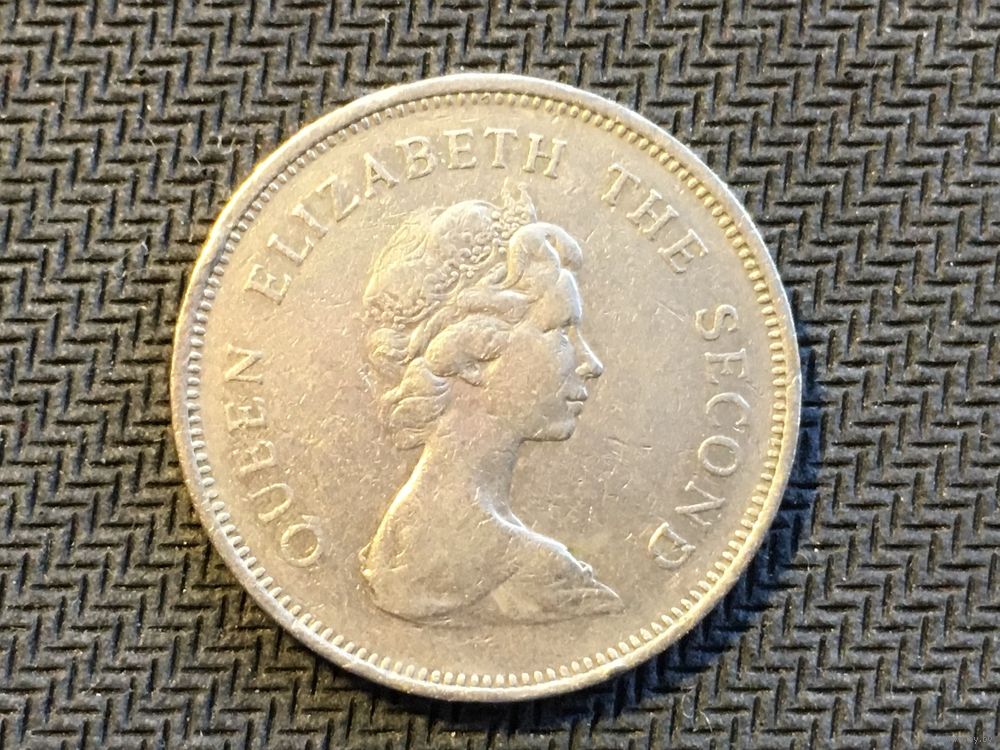 QUEEN ELIZABETH THE SECOND